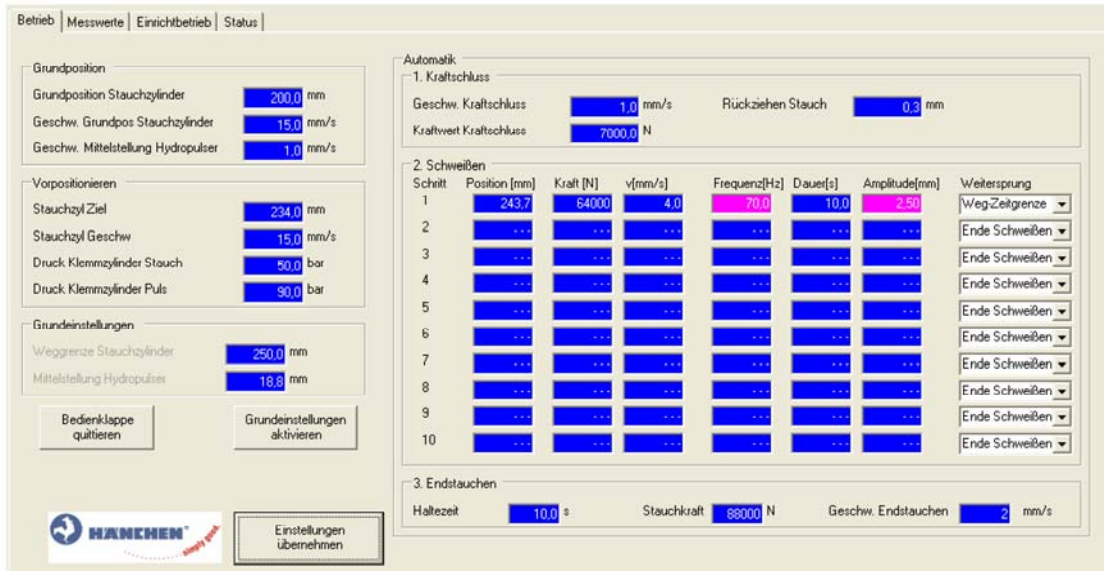 Betrieb Messwerte Einrichtbetrieb Status
Grundposition
Grundposition Stauchzylinder 200,0 mm
Geschw. Grundpos Stauchzylinder 15,0 mm/s
Geschw. Mittelstellung Hydropulser 1,0 mm/s
Vorpositionieren
Stauchzyl Ziel 234,0 mm
Stauchzyl Geschw 15,0 mm/s
Druck Klemmzylinder Stauch 50,0 bar
Druck Klemmzylinder Puls 90,0 bar
Grundeinstellungen
Weggrenze Stauchzylinder 250,0 mm
Mittelstellung Hydropulser 18,8 mm
Bedienklappe
quittieren
Grundeinstellungen
aktivieren
HÄNCHEN®
simply good.
Einstellungen
übernehmen
Automatik
1. Kraftschluss
Geschw. Kraftschluss 1,0 mm/s Rückziehen Stauch 0,3 mm
Kraftwert Kraftschluss 7000,0 N
2. Schweißen
Schritt Position [mm] Kraft [N] v[mm/s] Frequenz[Hz] Dauer[s] Amplitude[mm] Weitersprung
1 243,7 64000 4,0 70,0 10,0 2,50 Weg-Zeitgrenze
2 --- --- --- --- --- --- Ende Schweißen
3 --- --- --- --- --- --- Ende Schweißen
4 --- --- --- --- --- --- Ende Schweißen
5 --- --- --- --- --- --- Ende Schweißen
6 --- --- --- --- --- --- Ende Schweißen
7 --- --- --- --- --- --- Ende Schweißen
8 --- --- --- --- --- --- Ende Schweißen
9 --- --- --- --- --- --- Ende Schweißen
10 --- --- --- --- --- --- Ende Schweißen
3. Endstauchen
Haltezeit 10,0 s Stauchkraft 88000 N Geschw. Endstauchen 2 mm/s